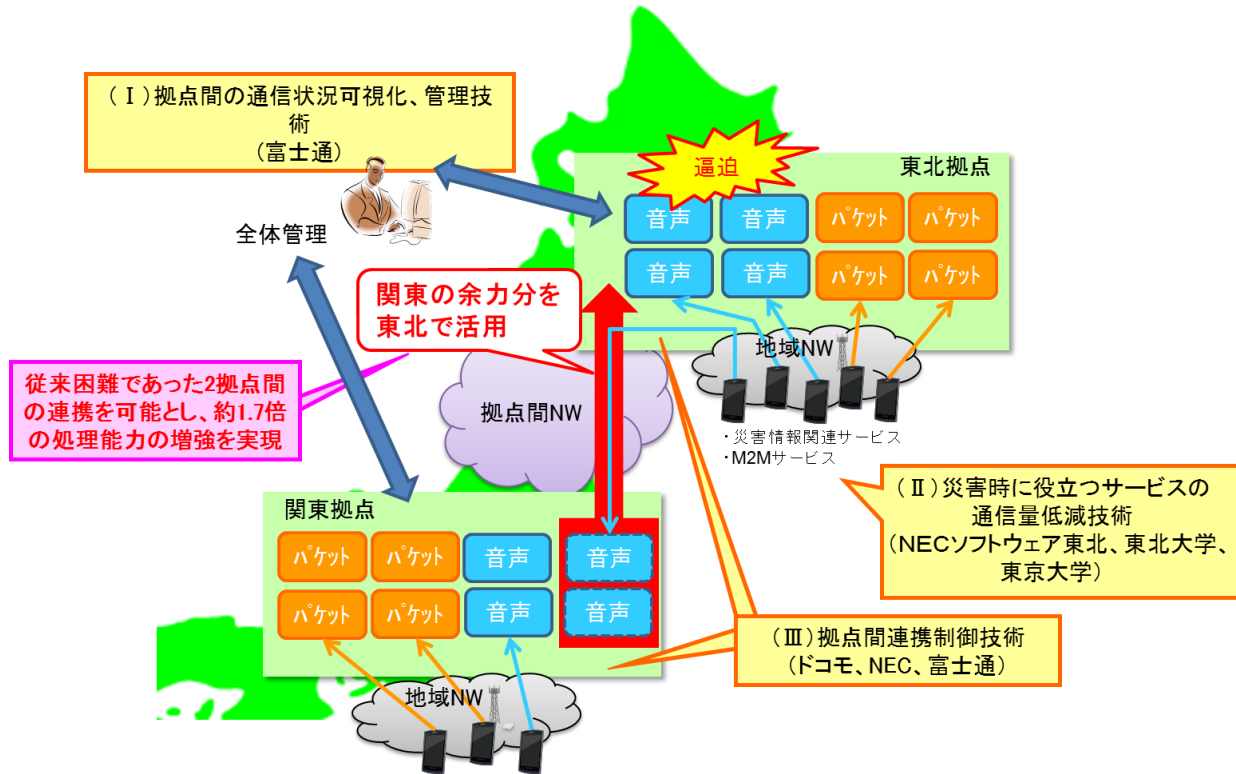 (Ⅰ)拠点間の通信状況可視化、管理技
術
(富士通)
全体管理
逼迫
東北拠点
音声
音声
パケット
パケット
音声
音声
パケット
パケット
関東の余力分を
東北で活用
地域NW
従来困難であった2拠点間
の連携を可能とし、約1.7倍
の処理能力の増強を実現
拠点間NW
・災害情報関連サービス
・M2Mサービス
(Ⅱ)災害時に役立つサービスの
通信量低減技術
(NECソフトウェア東北、東北大学、
東京大学)
関東拠点
パケット
パケット
音声
音声
パケット
パケット
音声
音声
(Ⅲ)拠点間連携制御技術
(ドコモ、NEC、富士通)
地域NW